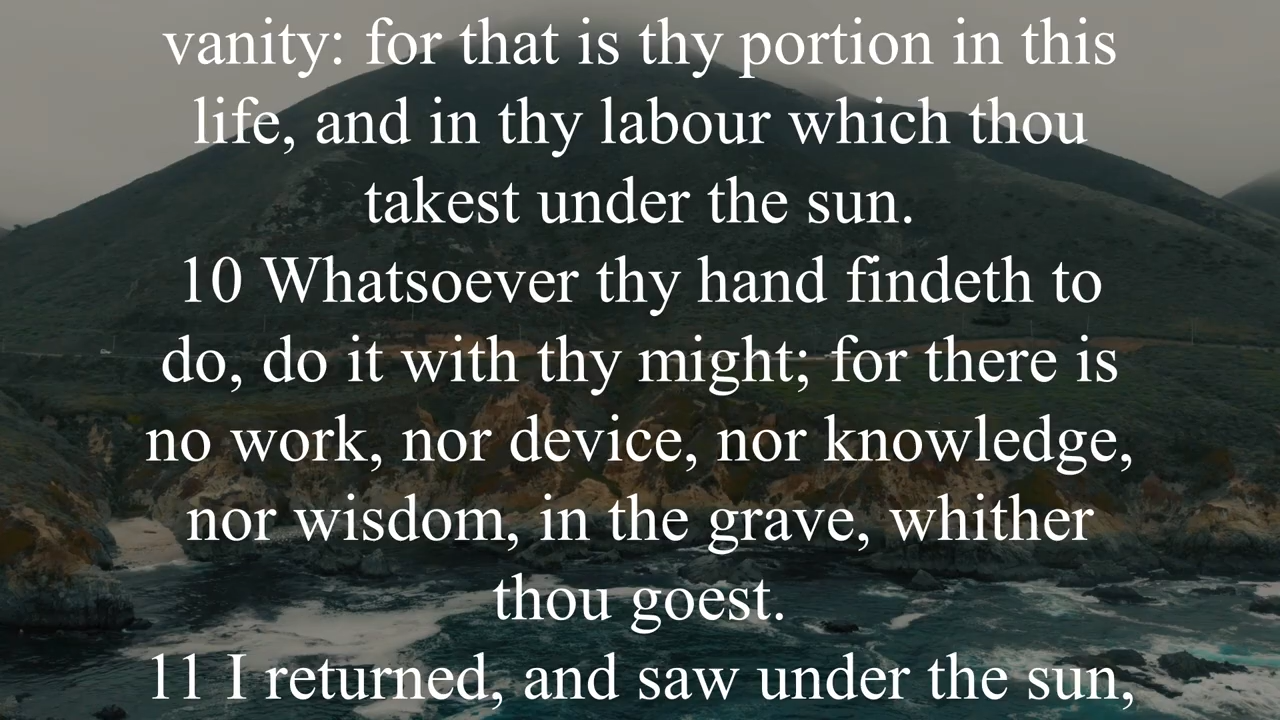 vanity: for that is thy portion in this
life, and in thy labour which thou
takest under the sun.
10 Whatsoever thy hand findeth to
do, do it with thy might; for there is
no work, nor device, nor knowledge,
nor wisdom, in the grave, whither
thou goest.
11 I returned, and saw under the sun,